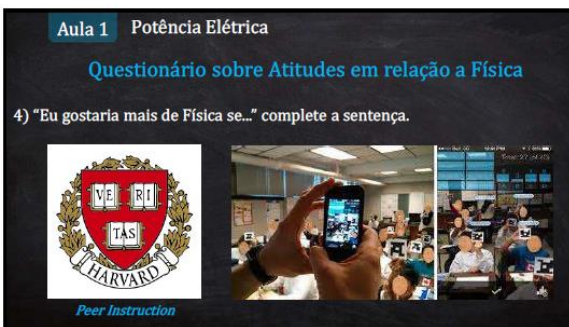 Aula 1 Potência Elétrica
Questionário sobre Atitudes em relação a Física
4) “Eu gostaria mais de Física se...” complete a sentença.
VE RI
TAS
HARVARD
Peer Instruction